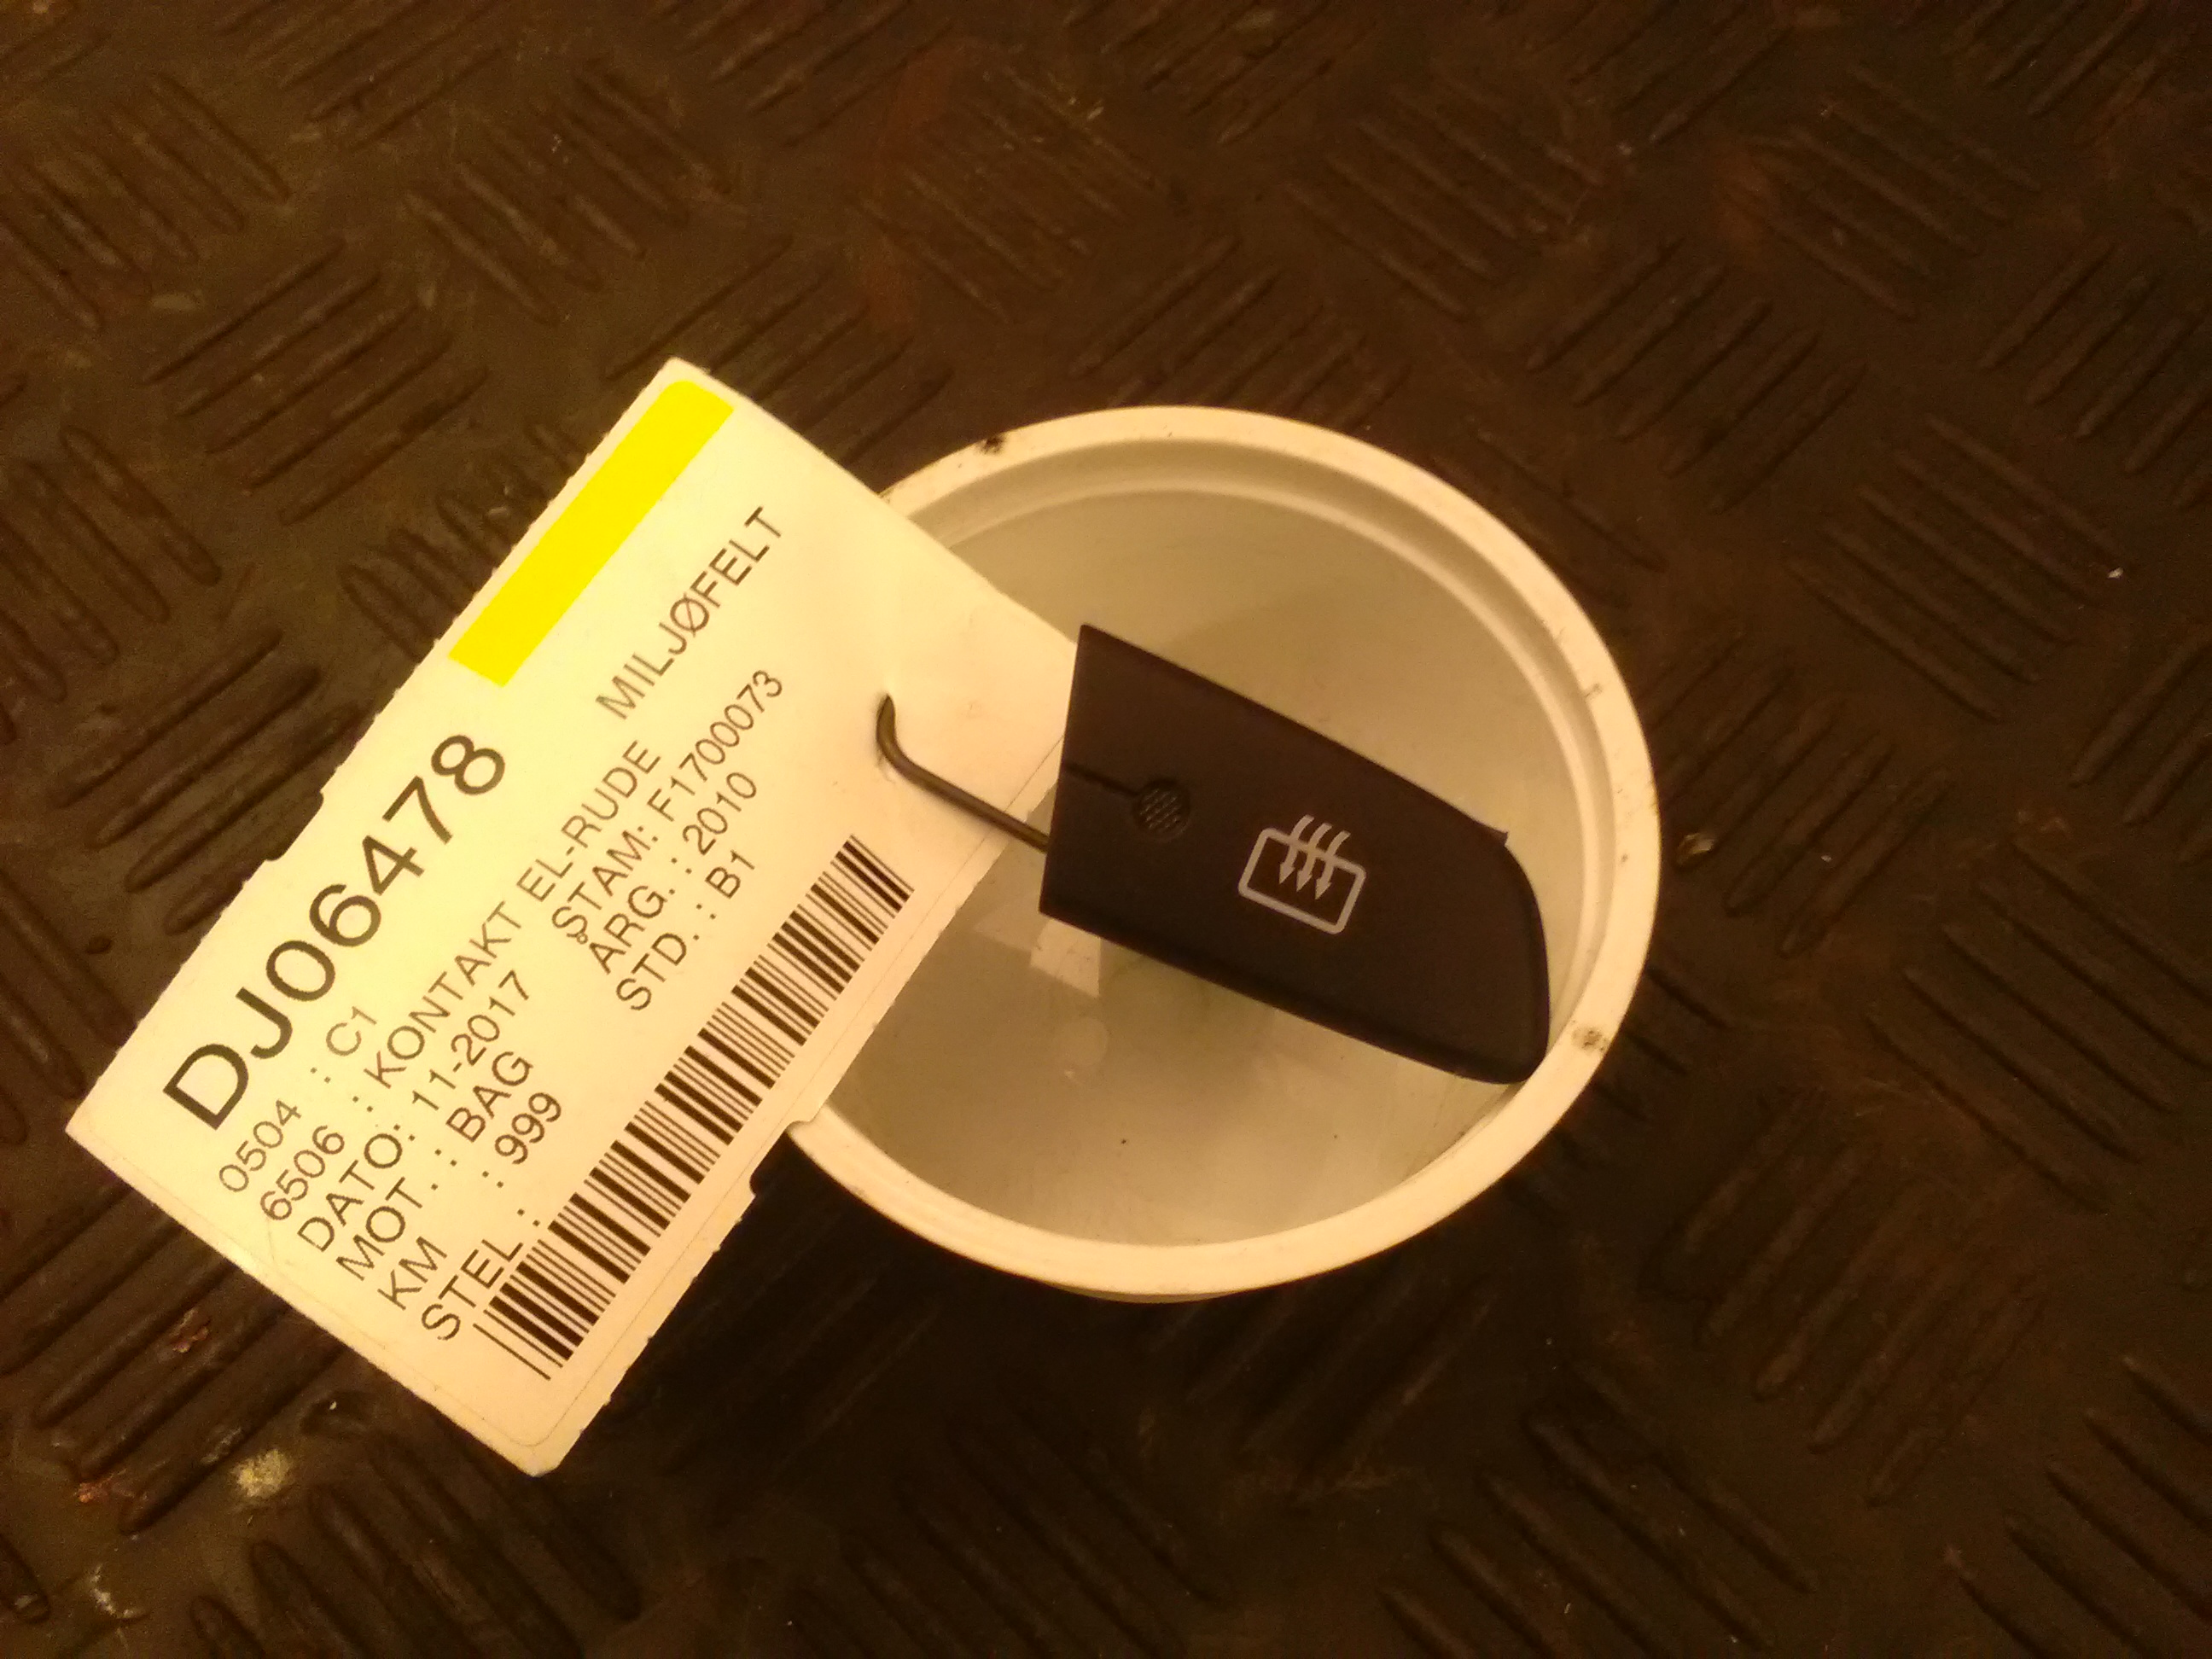 DJ06478
MILJØFELT
0504 : C1
6506 : KONTAKT EL-RUDE
DATO: 11-2017 STAM: F1700073
MOT. : BAG ÅRG. : 2010
KM : 999 STD. : B1
STEL :